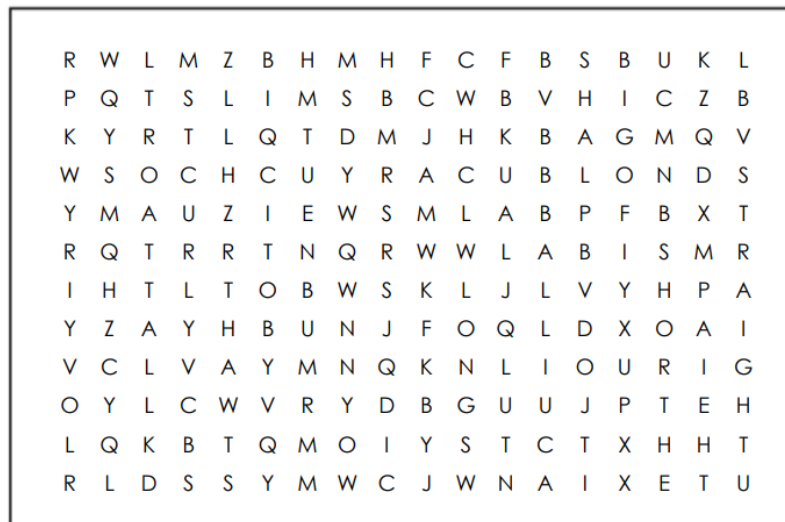 R W L M Z B H M H F C F B S B U K L
P Q T S L I M S B C W B V H I C Z B
K Y R T L Q T D M J H K B A G M Q V
W S O C H C U Y R A C U B L O N D S
Y M A U Z I E W S M L A B P F B X T
R Q T R R T N Q R W W L A B I S M R
I H T L T O B W S K L J L V Y H P A
Y Z A Y H B U N J F O Q L D X O A I
V C L V A Y M N Q K N L I O U R I G
O Y L C W V R Y D B G U U J P T E H
L Q K B T Q M O I Y S T C T X H H T
R L D S S Y M W C J W N A I X E T U